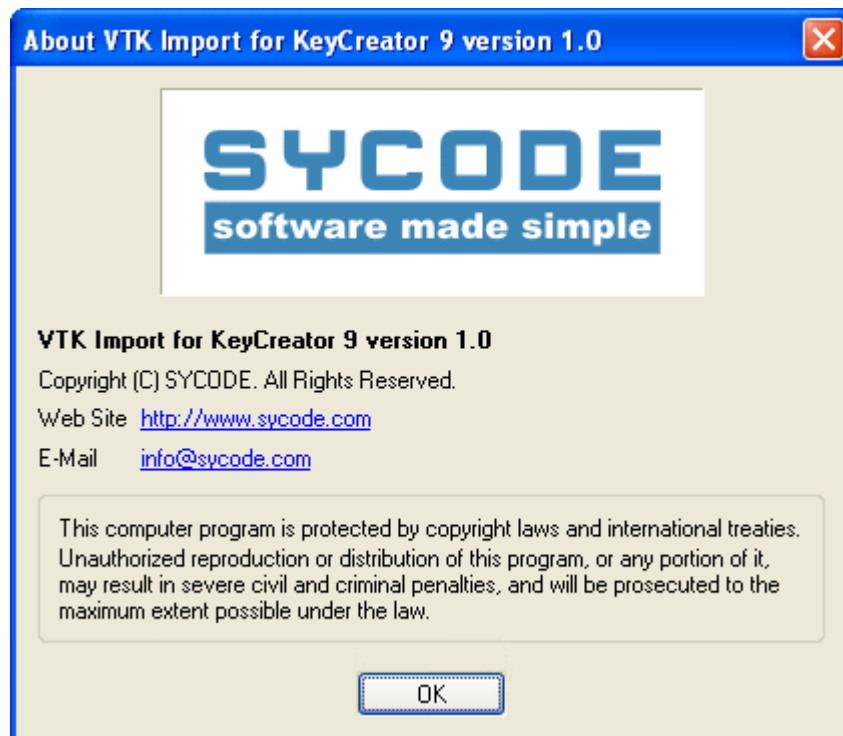 About VTK Import for KeyCreator 9 version 1.0
SYCODE
software made simple
VTK Import for KeyCreator 9 version 1.0
Copyright (C) SYCODE. All Rights Reserved.
Web Site http://www.sycode.com
E-Mail info@sycode.com
This computer program is protected by copyright laws and international treaties.
Unauthorized reproduction or distribution of this program, or any portion of it,
may result in severe civil and criminal penalties, and will be prosecuted to the
maximum extent possible under the law.
OK